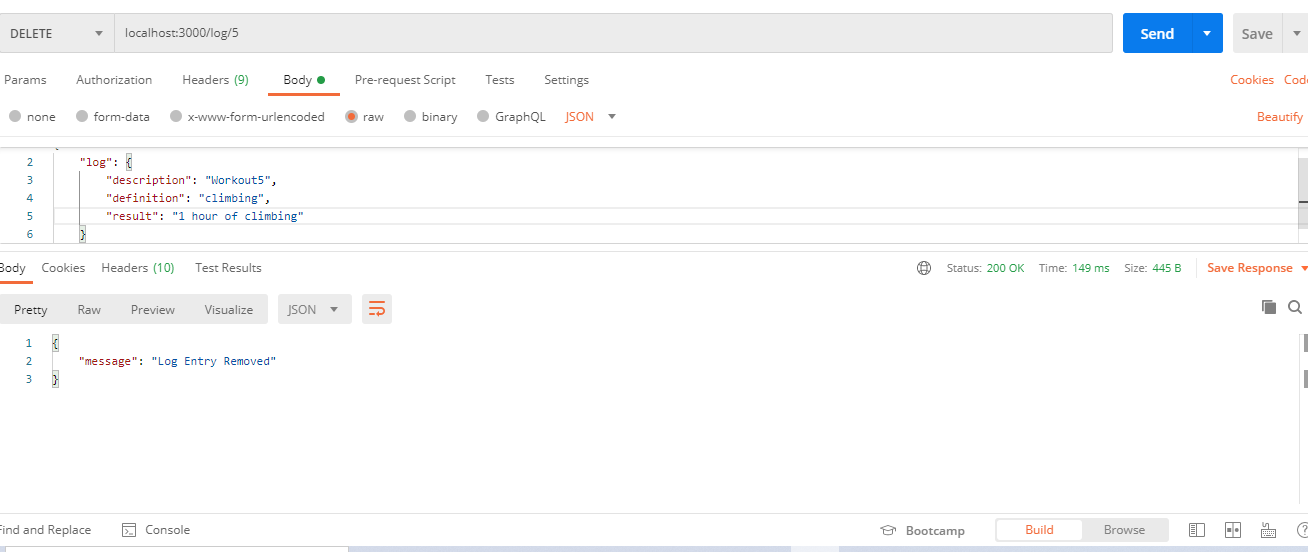 DELETE localhost:3000/log/5 Send Save
Params Authorization Headers (9) Body Pre-request Script Tests Settings Cookies
none form-data x-www-form-urlencoded raw binary GraphQL JSON Beautify
2 "log": {
3 "description": "Workout5",
4 "definition": "climbing",
5 "result": "1 hour of climbing"
6 }
Body Cookies Headers (10) Test Results Status: 200 OK Time: 149 ms Size: 445 B Save Response
Pretty Raw Preview Visualize JSON
1 {
2 "message": "Log Entry Removed"
3 }
Find and Replace Console Bootcamp Build Browse